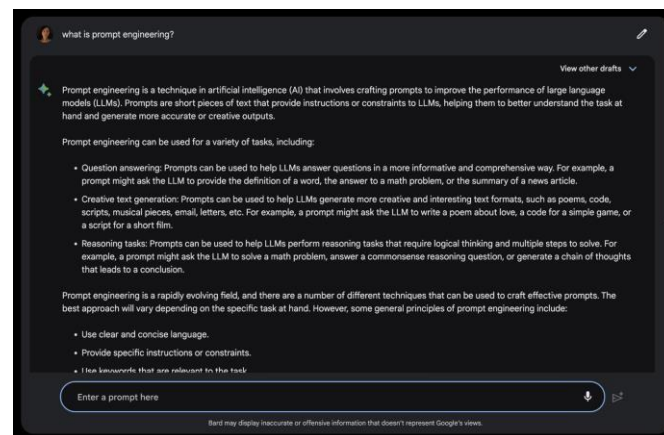 what is prompt engineering?
View other drafts
Prompt engineering is a technique in artificial intelligence (AI) that involves crafting prompts to improve the performance of large language
models (LLMs). Prompts are short pieces of text that provide instructions or constraints to LLMs, helping them to better understand the task at
hand and generate more accurate or creative outputs.
Prompt engineering can be used for a variety of tasks, including:
• Question answering: Prompts can be used to help LLMs answer questions in a more informative and comprehensive way. For example, a
prompt might ask the LLM to provide the definition of a word, the answer to a math problem, or the summary of a news article.
• Creative text generation: Prompts can be used to help LLMs generate more creative and interesting text formats, such as poems, code,
scripts, musical pieces, email, letters, etc. For example, a prompt might ask the LLM to write a poem about love, a code for a simple game, or
a script for a short film.
• Reasoning tasks: Prompts can be used to help LLMs perform reasoning tasks that require logical thinking and multiple steps to solve. For
example, a prompt might ask the LLM to solve a math problem, answer a commonsense reasoning question, or generate a chain of thoughts
that leads to a conclusion.
Prompt engineering is a rapidly evolving field, and there are a number of different techniques that can be used to craft effective prompts. The
best approach will vary depending on the specific task at hand. However, some general principles of prompt engineering include:
• Use clear and concise language.
• Provide specific instructions or constraints.
• Use keywords that are relevant to the task
Enter a prompt here
Bard may display inaccurate or offensive information that doesn't represent Google's views.